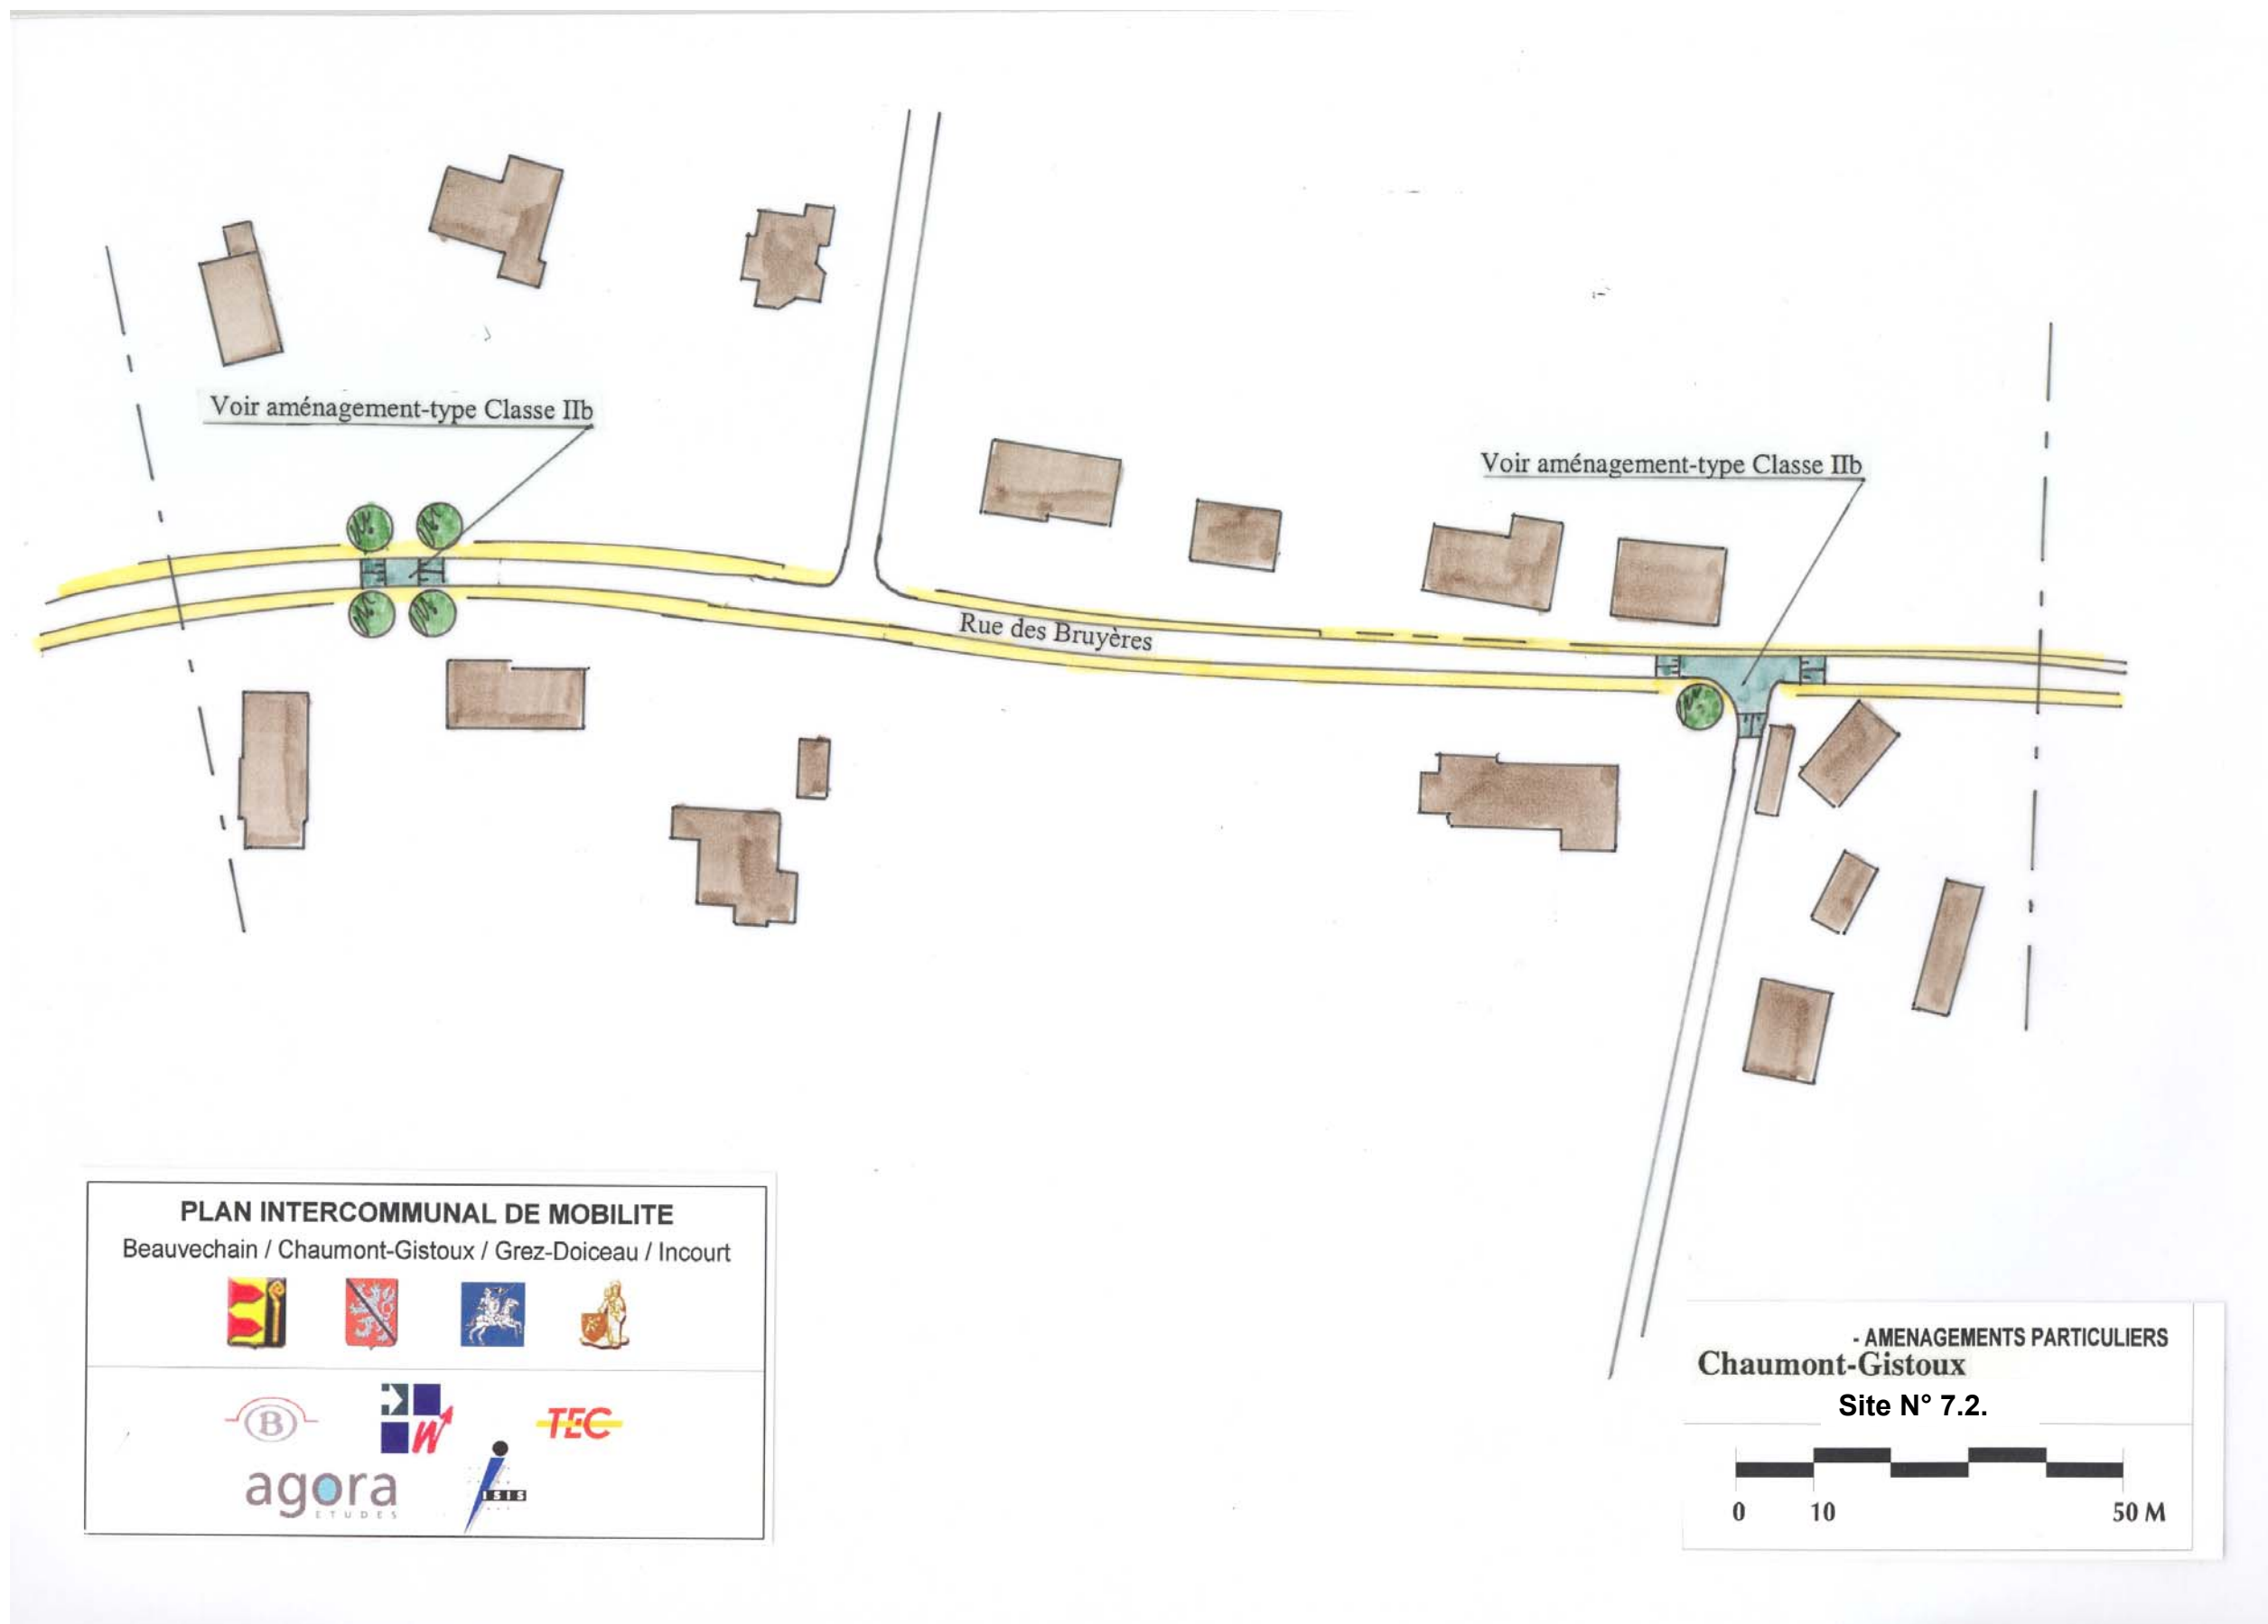 Voir aménagement-type Classe IIb
Voir aménagement-type Classe IIb
Rue des Bruyères
PLAN INTERCOMMUNAL DE MOBILITE
Beauvechain / Chaumont-Gistoux / Grez-Doiceau / Incourt
B
W
TEC
agora
ETUDES
ISIS
- AMENAGEMENTS PARTICULIERS
Chaumont-Gistoux
Site N° 7.2.
0 10 50 M